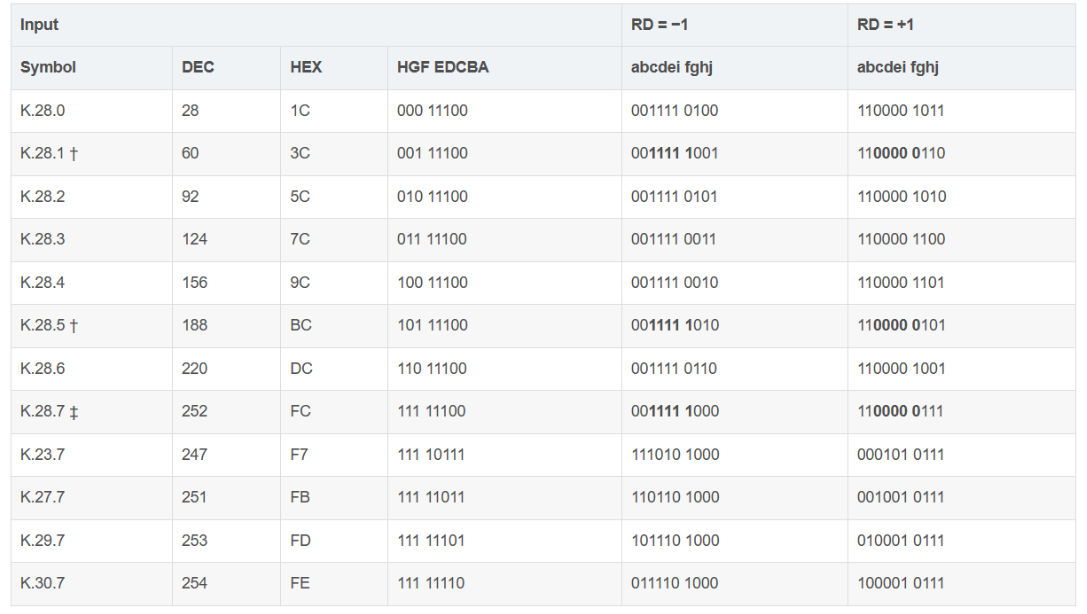 Input RD = −1 RD = +1
Symbol DEC HEX HGF EDCBA abcdei fghj abcdei fghj
K.28.0 28 1C 000 11100 001111 0100 110000 1011
K.28.1 † 60 3C 001 11100 001111 1001 110000 0110
K.28.2 92 5C 010 11100 001111 0101 110000 1010
K.28.3 124 7C 011 11100 001111 0011 110000 1100
K.28.4 156 9C 100 11100 001111 0010 110000 1101
K.28.5 † 188 BC 101 11100 001111 1010 110000 0101
K.28.6 220 DC 110 11100 001111 0110 110000 1001
K.28.7 ‡ 252 FC 111 11100 001111 1000 110000 0111
K.23.7 247 F7 111 10111 111010 1000 000101 0111
K.27.7 251 FB 111 11011 110110 1000 001001 0111
K.29.7 253 FD 111 11101 101110 1000 010001 0111
K.30.7 254 FE 111 11110 011110 1000 100001 0111